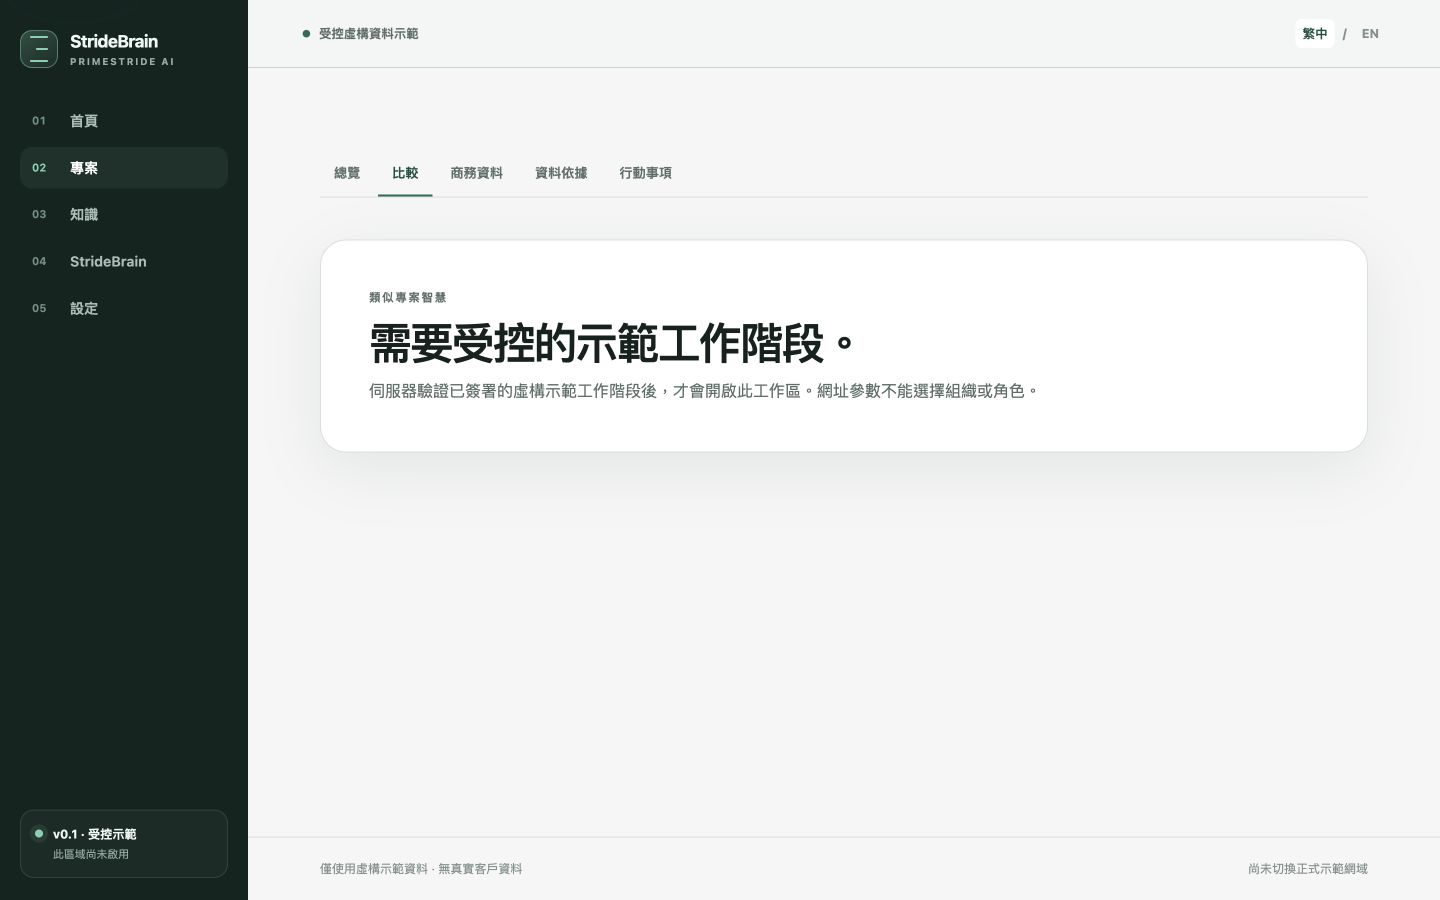 StrideBrain
PRIMESTRIDE AI
01 首頁
02 專案
03 知識
04 StrideBrain
05 設定
v0.1 · 受控示範
此區域尚未啟用
受控虛構資料示範
繁中 / EN
總覽 比較 商務資料 資料依據 行動事項
類似專案智慧
需要受控的示範工作階段。
伺服器驗證已簽署的虛構示範工作階段後，才會開啟此工作區。網址參數不能選擇組織或角色。
僅使用虛構示範資料 · 無真實客戶資料
尚未切換正式示範網域